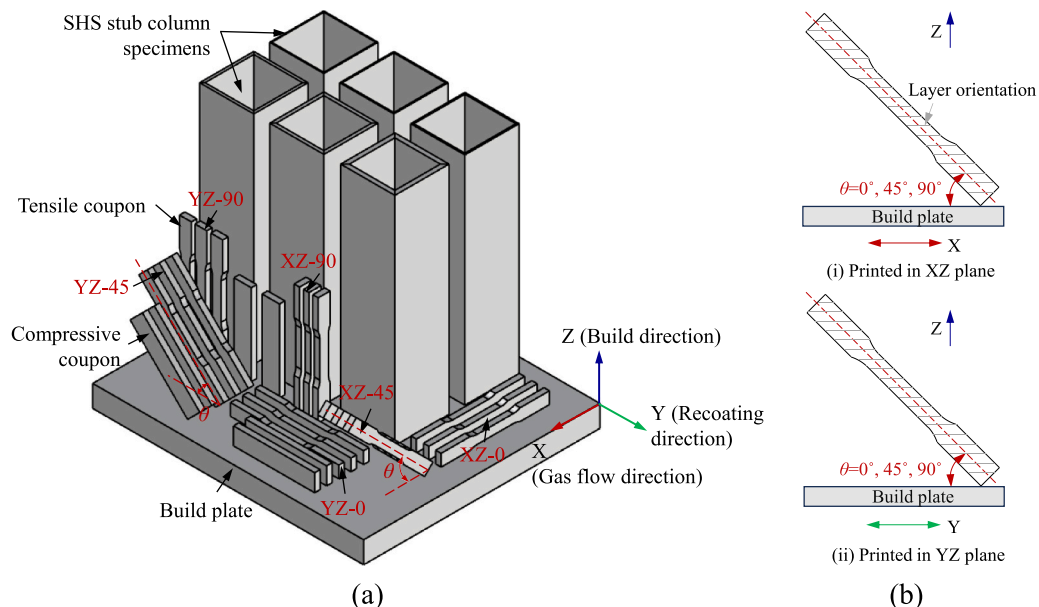 SHS stub column
specimens
YZ-90
Tensile coupon
XZ-90
YZ-45
Compressive
coupon
θ
XZ-45
Z (Build direction)
Y (Recoating
direction)
X
(Gas flow direction)
XZ-0
θ
YZ-0
Build plate
(a)
Z
Layer orientation
θ=0°, 45°, 90°
Build plate
X
(i) Printed in XZ plane
Z
θ=0°, 45°, 90°
Build plate
Y
(ii) Printed in YZ plane
(b)